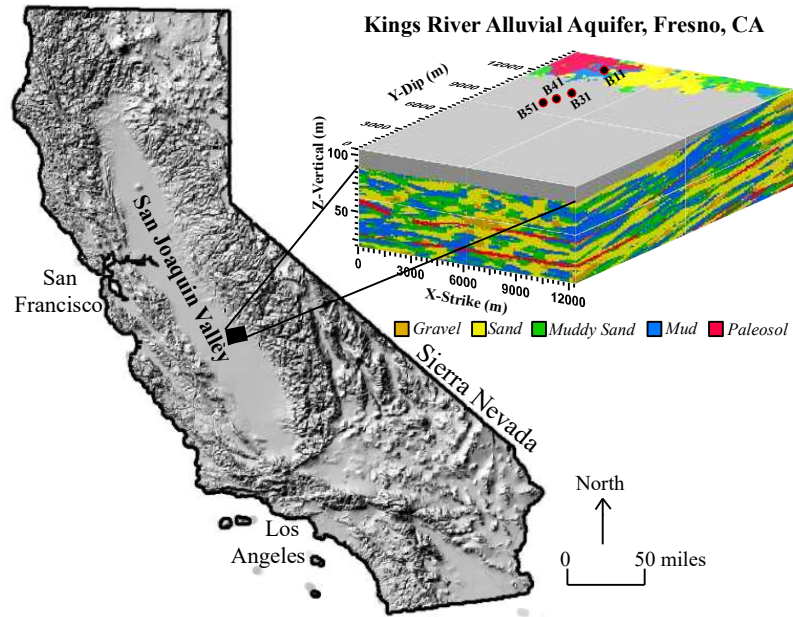 Kings River Alluvial Aquifer, Fresno, CA
12000
9000
6000
3000
Y-Dip (m)
B11
B41
B31
B51
100
50
Z-Vertical (m)
0
3000
6000
9000
12000
X-Strike (m)
Gravel Sand Muddy Sand Mud Paleosol
San Joaquin Valley
San
Francisco
Sierra Nevada
Los
Angeles
North
0 50 miles